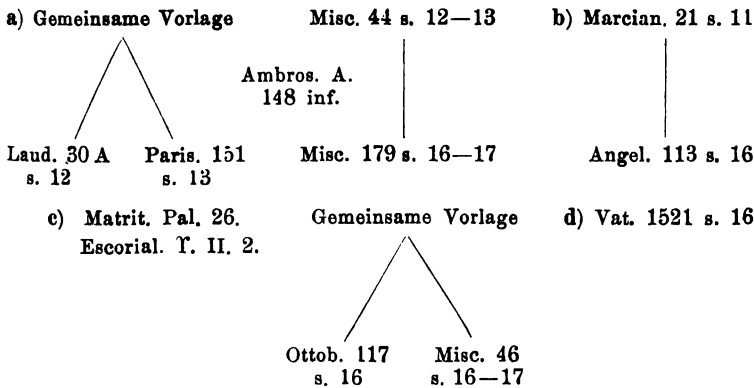 a) Gemeinsame Vorlage Misc. 44 s. 12—13 b) Marcian. 21 s. 11
Ambros. A.
148 inf.
Laud. 30 A Paris. 151 Misc. 179 s. 16—17 Angel. 113 s. 16
s. 12 s. 13
c) Matrit. Pal. 26. Gemeinsame Vorlage d) Vat. 1521 s. 16
Escorial. ϒ. II. 2.
Ottob. 117 Misc. 46
s. 16 s. 16—17